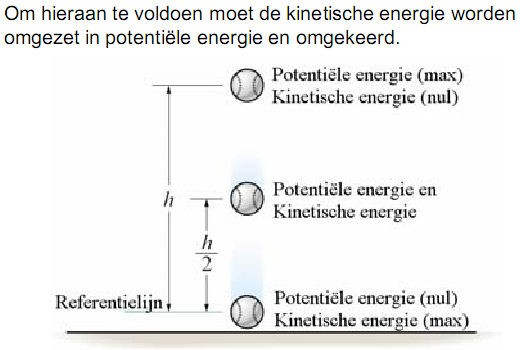 Om hieraan te voldoen moet de kinetische energie worden
omgezet in potentiële energie en omgekeerd.
Potentiële energie (max)
Kinetische energie (nul)
h
Potentiële energie en
Kinetische energie
h
2
Referentielijn
Potentiële energie (nul)
Kinetische energie (max)